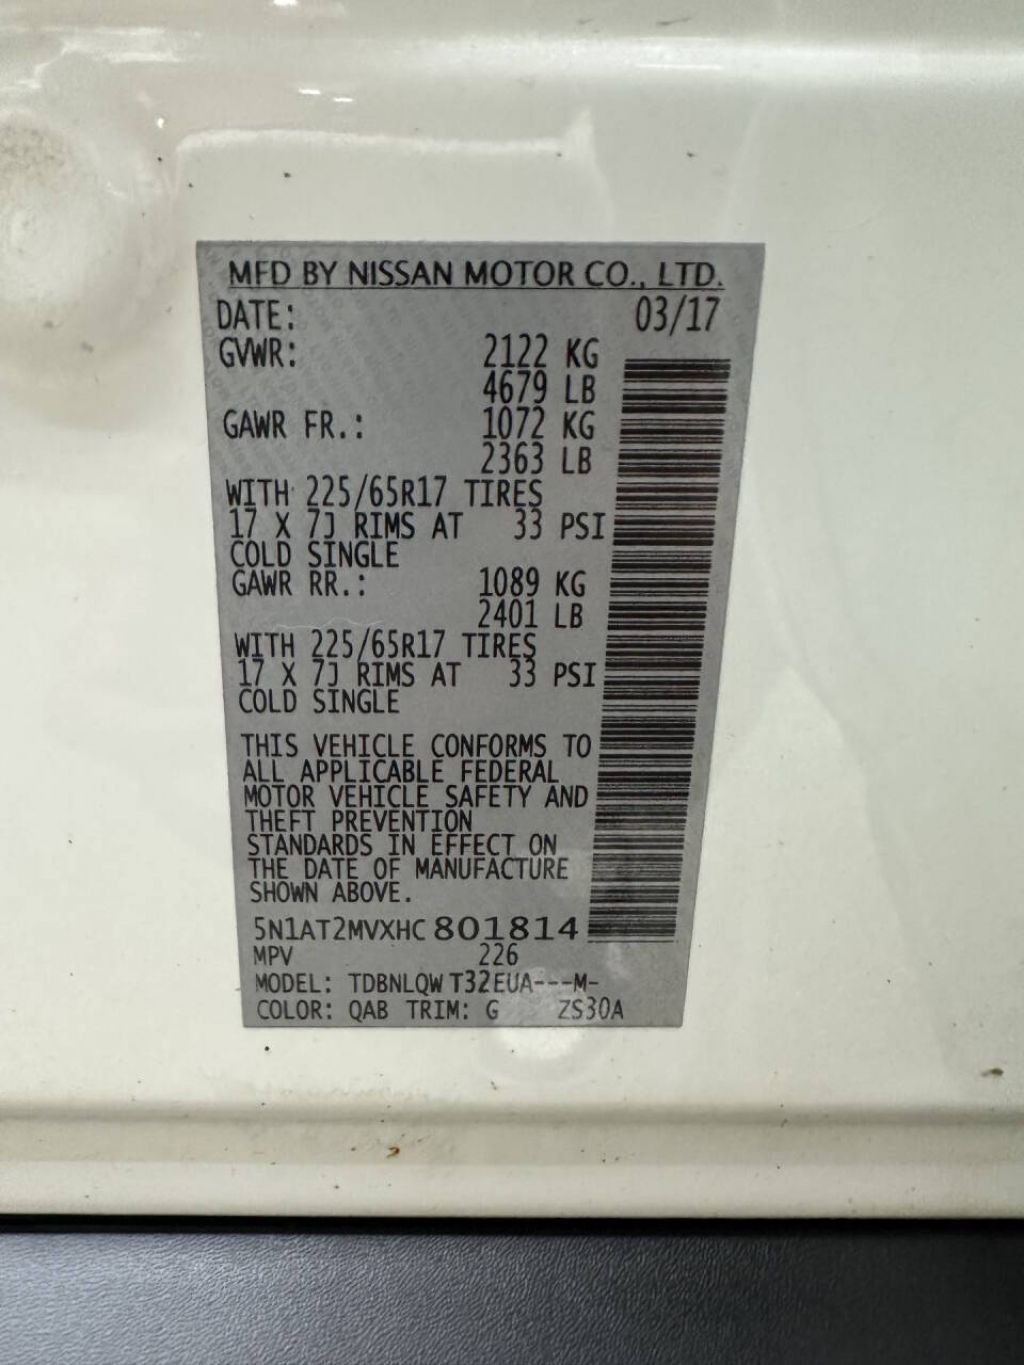 MFD BY NISSAN MOTOR CO., LTD.
DATE: 03/17
GVWR: 2122 KG
4679 LB
GAWR FR.: 1072 KG
2363 LB
WITH 225/65R17 TIRES
17 X 7J RIMS AT 33 PSI
COLD SINGLE
GAWR RR.: 1089 KG
2401 LB
WITH 225/65R17 TIRES
17 X 7J RIMS AT 33 PSI
COLD SINGLE
THIS VEHICLE CONFORMS TO
ALL APPLICABLE FEDERAL
MOTOR VEHICLE SAFETY AND
THEFT PREVENTION
STANDARDS IN EFFECT ON
THE DATE OF MANUFACTURE
SHOWN ABOVE.
5N1AT2MVXHC801814
MPV 226
MODEL: TDBNLQW T32EUA---M-
COLOR: QAB TRIM: G ZS30A